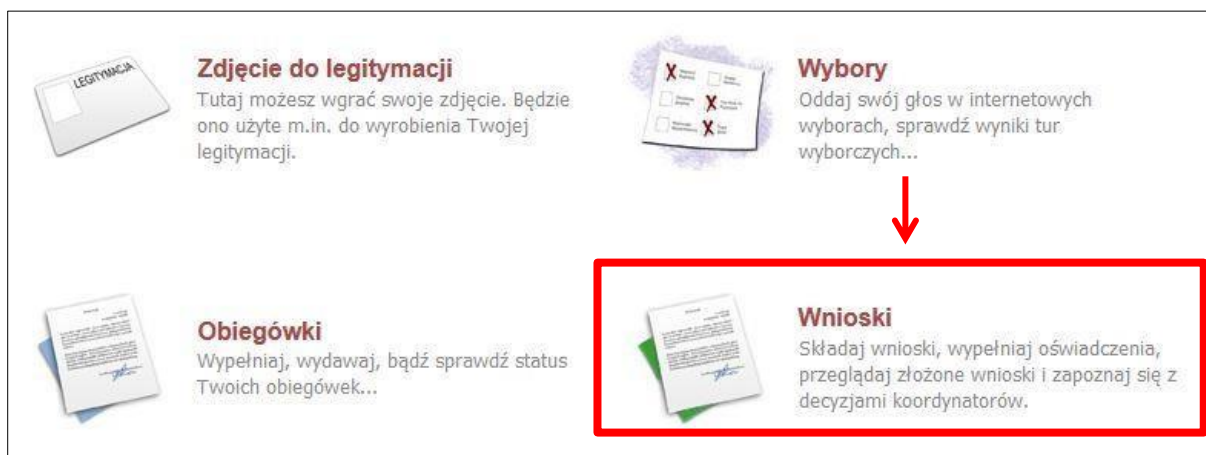 LEGITYMACJA
Zdjęcie do legitymacji
Tutaj możesz wgrać swoje zdjęcie. Będzie
ono użyte m.in. do wyrobienia Twojej
legitymacji.
Wybory
Oddaj swój głos w internetowych
wyborach, sprawdź wyniki tur
wyborczych...
Obiegówki
Wypełniaj, wydawaj, bądź sprawdź status
Twoich obiegówek...
Wnioski
Składaj wnioski, wypełniaj oświadczenia,
przeglądaj złożone wnioski i zapoznaj się z
decyzjami koordynatorów.